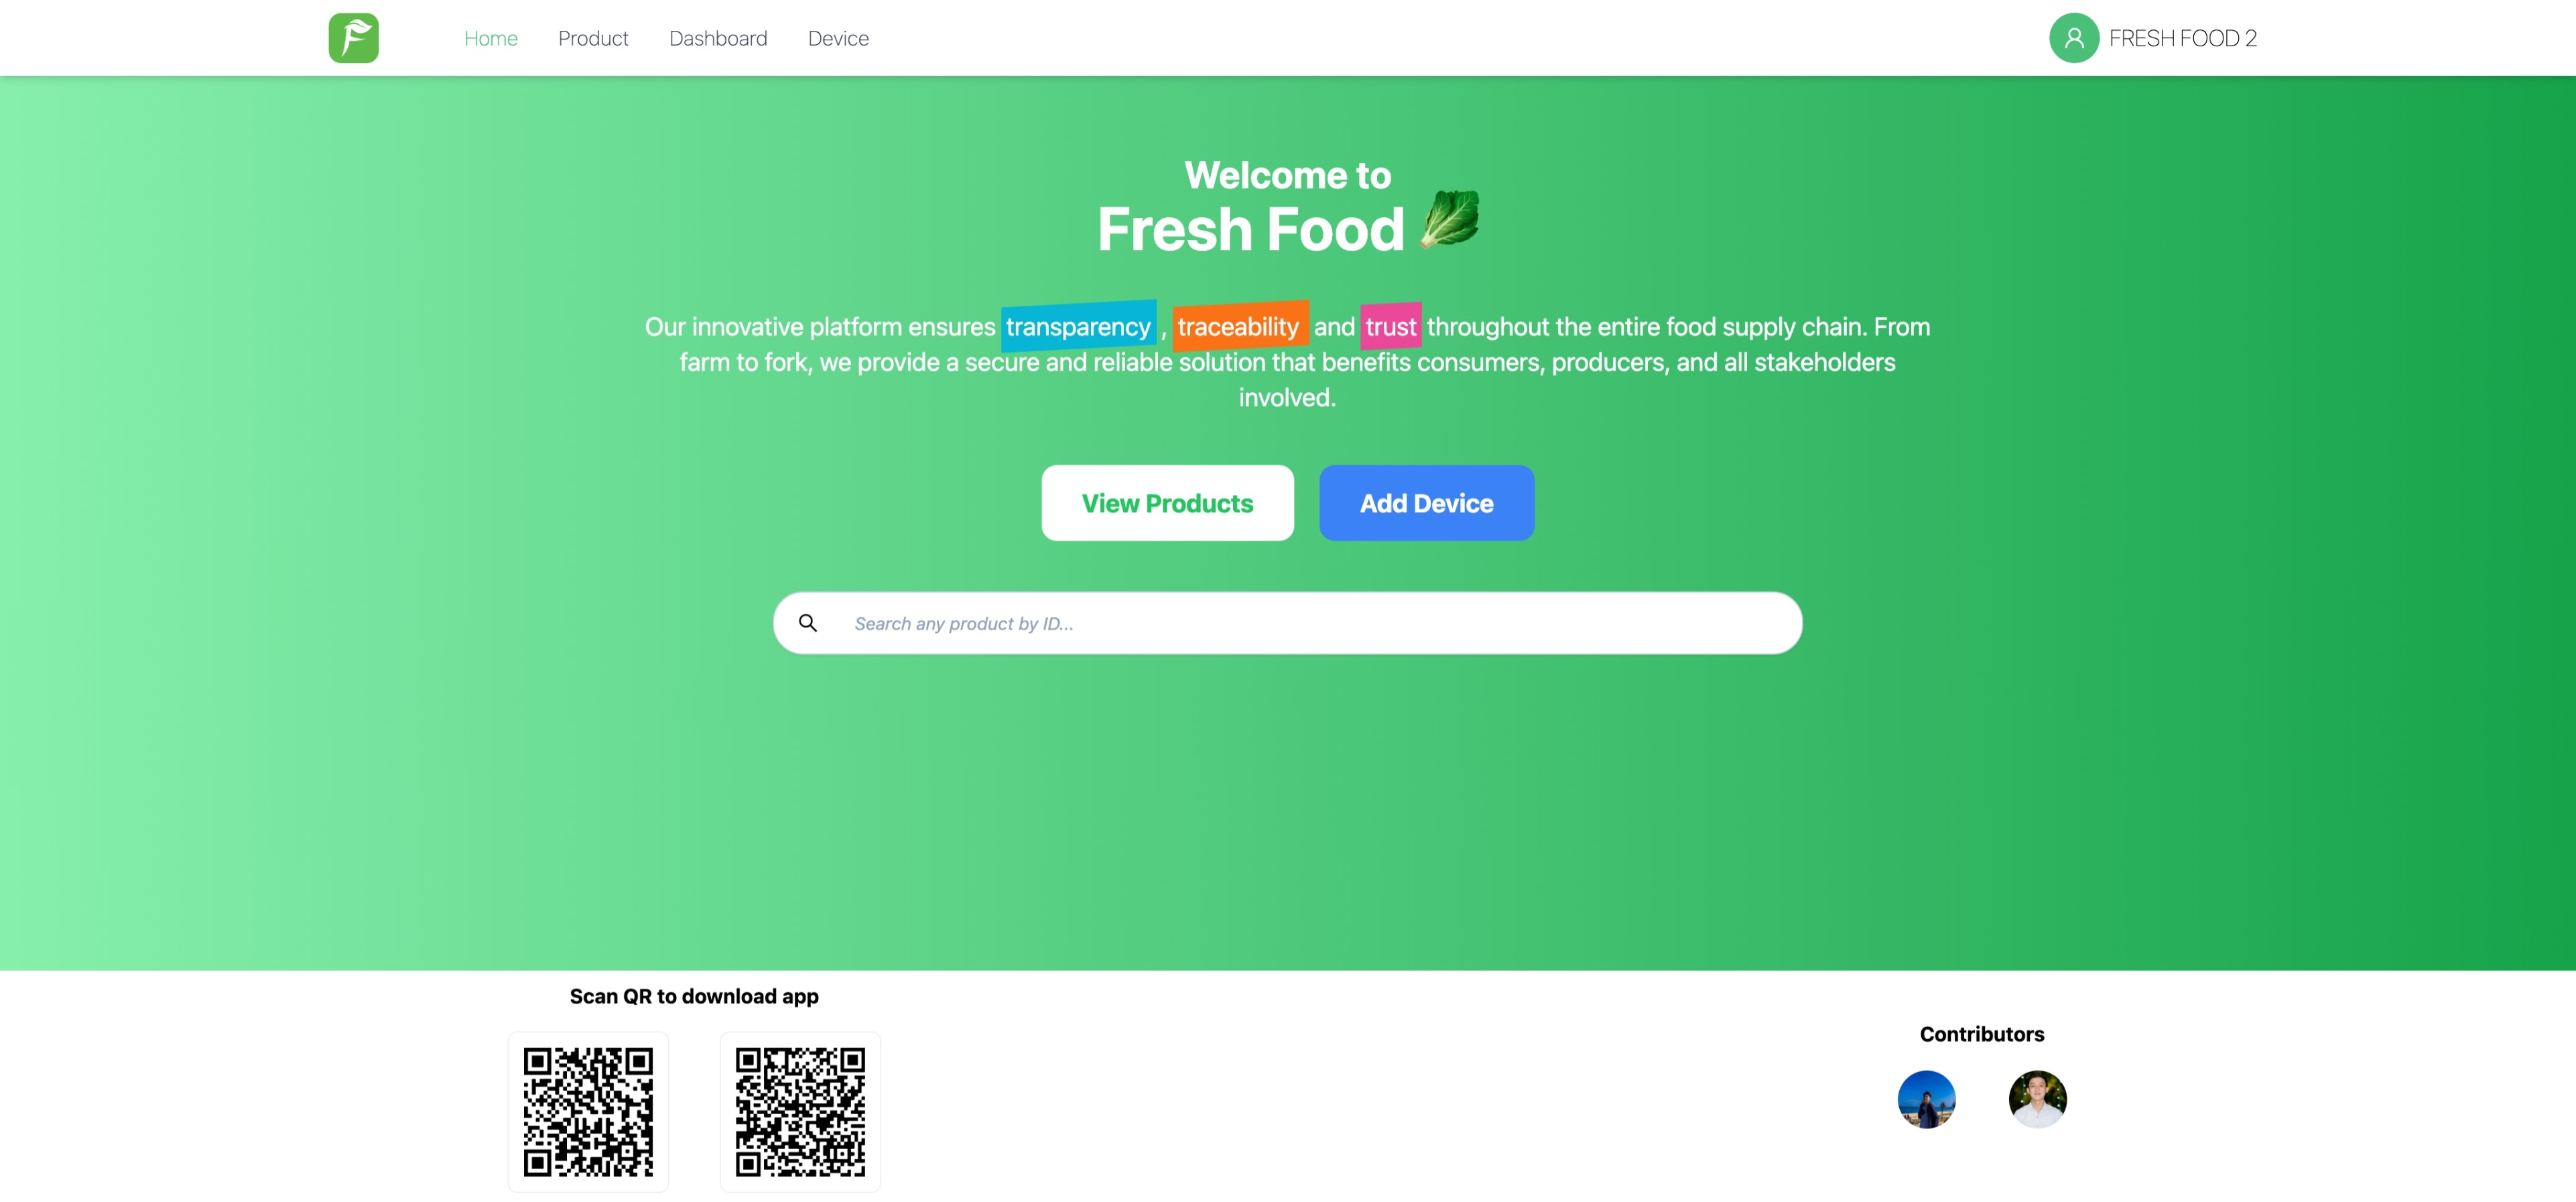 Home Product Dashboard Device FRESH FOOD 2
Welcome to
Fresh Food
Our innovative platform ensures transparency , traceability and trust throughout the entire food supply chain. From
farm to fork, we provide a secure and reliable solution that benefits consumers, producers, and all stakeholders
involved.
View Products Add Device
Search any product by ID...
Scan QR to download app
Contributors